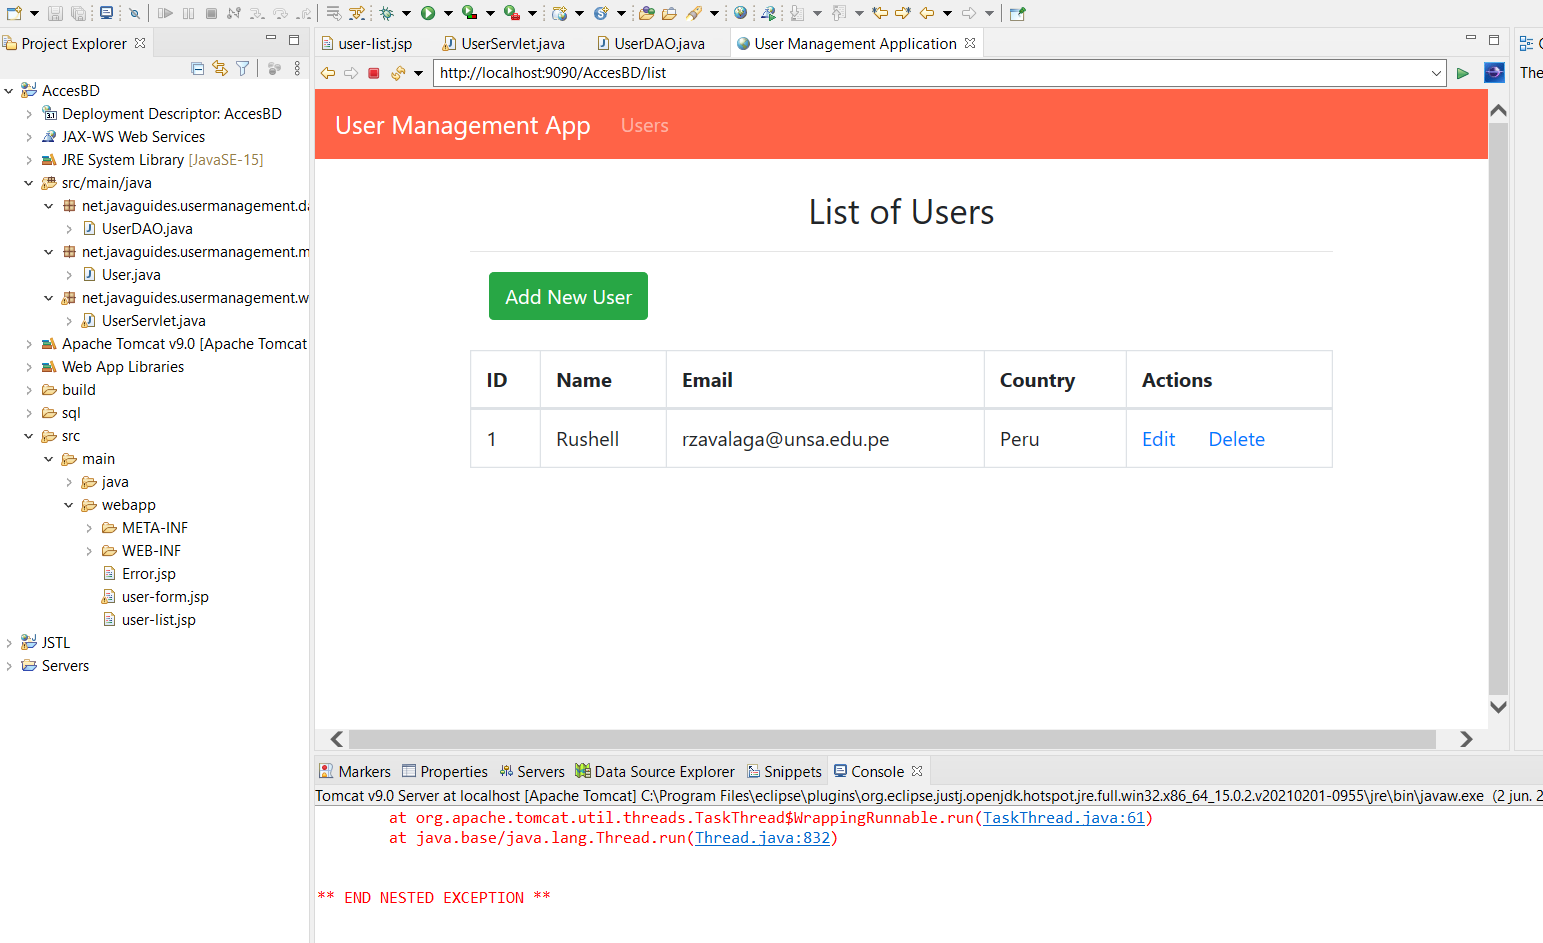 Project Explorer
AccesBD
Deployment Descriptor: AccesBD
JAX-WS Web Services
JRE System Library [JavaSE-15]
src/main/java
net.javaguides.usermanagement.da
UserDAO.java
net.javaguides.usermanagement.m
User.java
net.javaguides.usermanagement.w
UserServlet.java
Apache Tomcat v9.0 [Apache Tomcat
Web App Libraries
build
sql
src
main
java
webapp
META-INF
WEB-INF
Error.jsp
user-form.jsp
user-list.jsp
JSTL
Servers
user-list.jsp UserServlet.java UserDAO.java User Management Application
http://localhost:9090/AccesBD/list
The
User Management App Users
List of Users
Add New User
ID Name Email Country Actions
1 Rushell rzavalaga@unsa.edu.pe Peru Edit Delete
Markers Properties Servers Data Source Explorer Snippets Console
Tomcat v9.0 Server at localhost [Apache Tomcat] C:\Program Files\eclipse\plugins\org.eclipse.justj.openjdk.hotspot.jre.full.win32.x86_64_15.0.2.v20210201-0955\jre\bin\javaw.exe (2 jun. 2
at org.apache.tomcat.util.threads.TaskThread$WrappingRunnable.run(TaskThread.java:61)
at java.base/java.lang.Thread.run(Thread.java:832)
** END NESTED EXCEPTION **